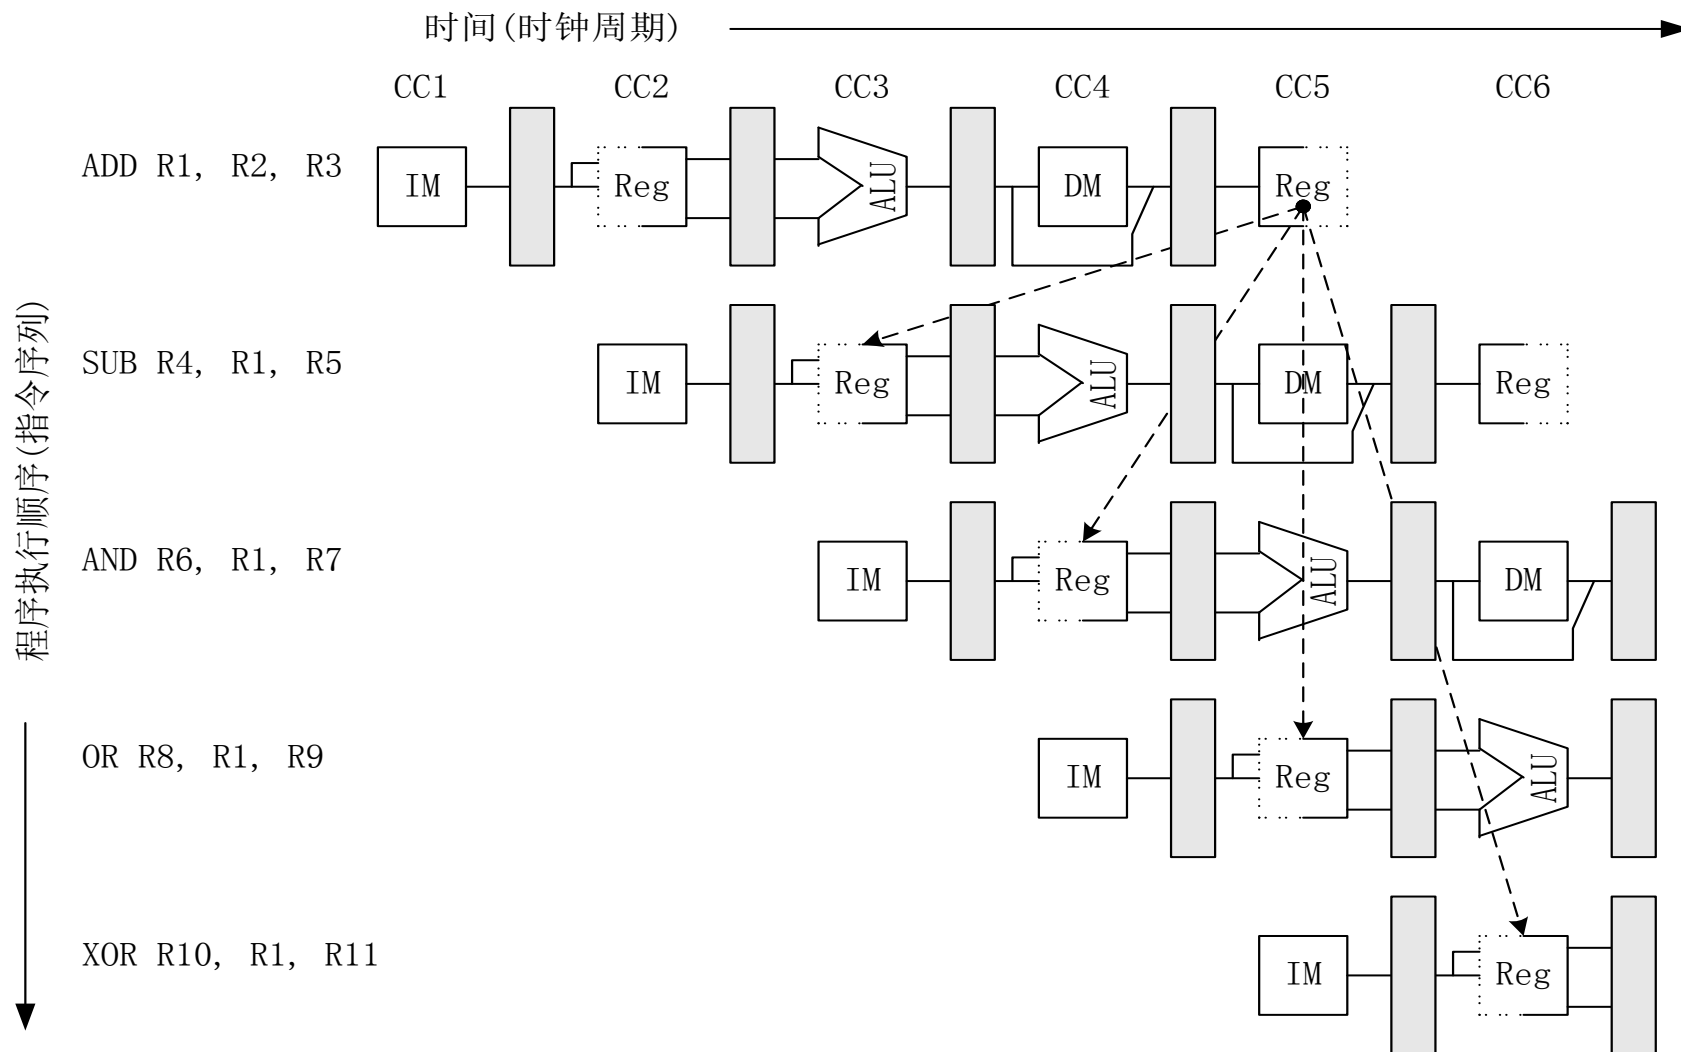 时间(时钟周期)
CC1 CC2 CC3 CC4 CC5 CC6
ADD R1, R2, R3 IM Reg ALU DM Reg
SUB R4, R1, R5 IM Reg ALU DM Reg
AND R6, R1, R7 IM Reg ALU DM
OR R8, R1, R9 IM Reg ALU
XOR R10, R1, R11 IM Reg
程序执行顺序(指令序列)